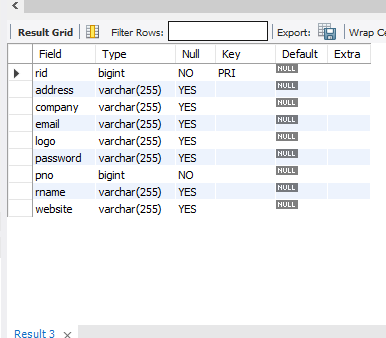 Result Grid Filter Rows: Export: Wrap Ce
Field Type Null Key Default Extra
rid bigint NO PRI NULL
address varchar(255) YES NULL
company varchar(255) YES NULL
email varchar(255) YES NULL
logo varchar(255) YES NULL
password varchar(255) YES NULL
pno bigint NO NULL
rname varchar(255) YES NULL
website varchar(255) YES NULL
Result 3